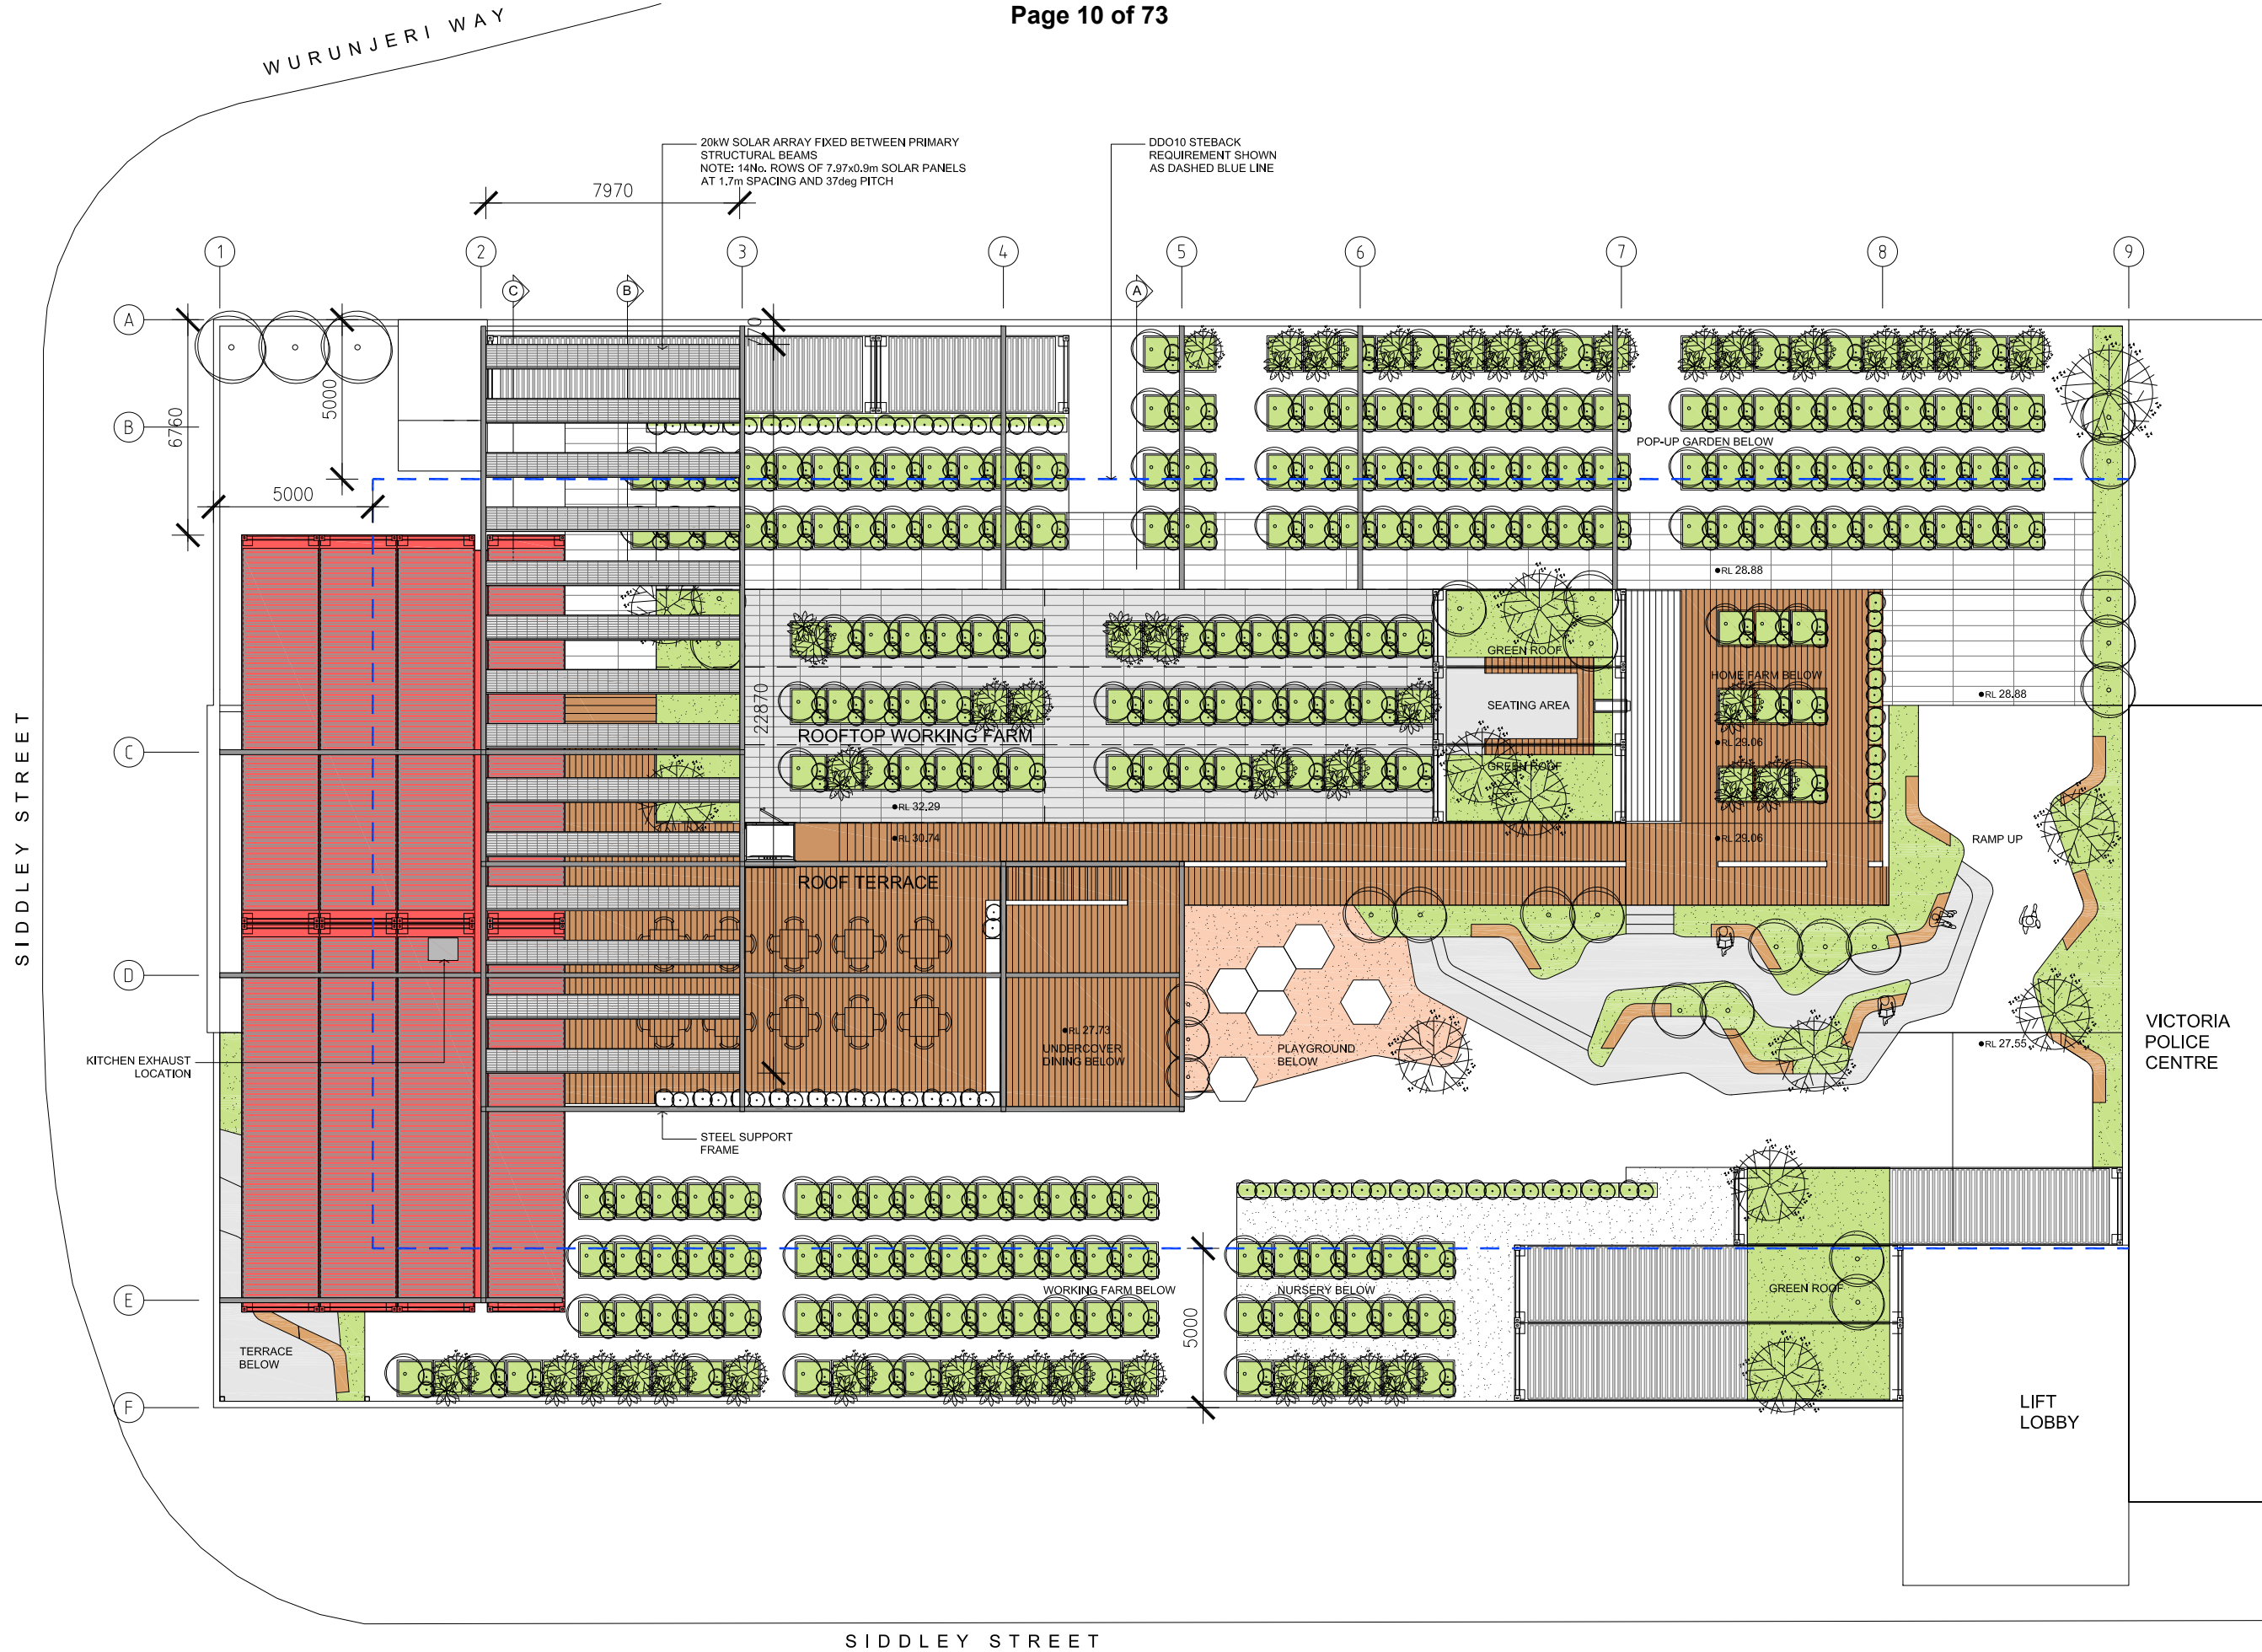 Page 10 of 73
WURUNJERI WAY
20kW SOLAR ARRAY FIXED BETWEEN PRIMARY
STRUCTURAL BEAMS
NOTE: 14No. ROWS OF 7.97x0.9m SOLAR PANELS
AT 1.7m SPACING AND 37deg PITCH
DDO10 STEBACK
REQUIREMENT SHOWN
AS DASHED BLUE LINE
7970
1
2
3
4
5
6
7
8
9
C
B
A
A
770
5000
6760
B
POP-UP GARDEN BELOW
5000
RL 28.88
GREEN ROOF
HOME FARM BELOW
RL 28.88
SEATING AREA
22870
ROOFTOP WORKING FARM
RL 29.06
C
GREEN ROOF
RL 32.29
RL 30.74
RL 29.06
RAMP UP
ROOF TERRACE
SIDDLEY STREET
D
RL 27.73
UNDERCOVER
DINING BELOW
PLAYGROUND
BELOW
RL 27.55
VICTORIA
POLICE
CENTRE
KITCHEN EXHAUST
LOCATION
STEEL SUPPORT
FRAME
WORKING FARM BELOW
NURSERY BELOW
GREEN ROOF
E
5000
TERRACE
BELOW
F
LIFT
LOBBY
SIDDLEY STREET